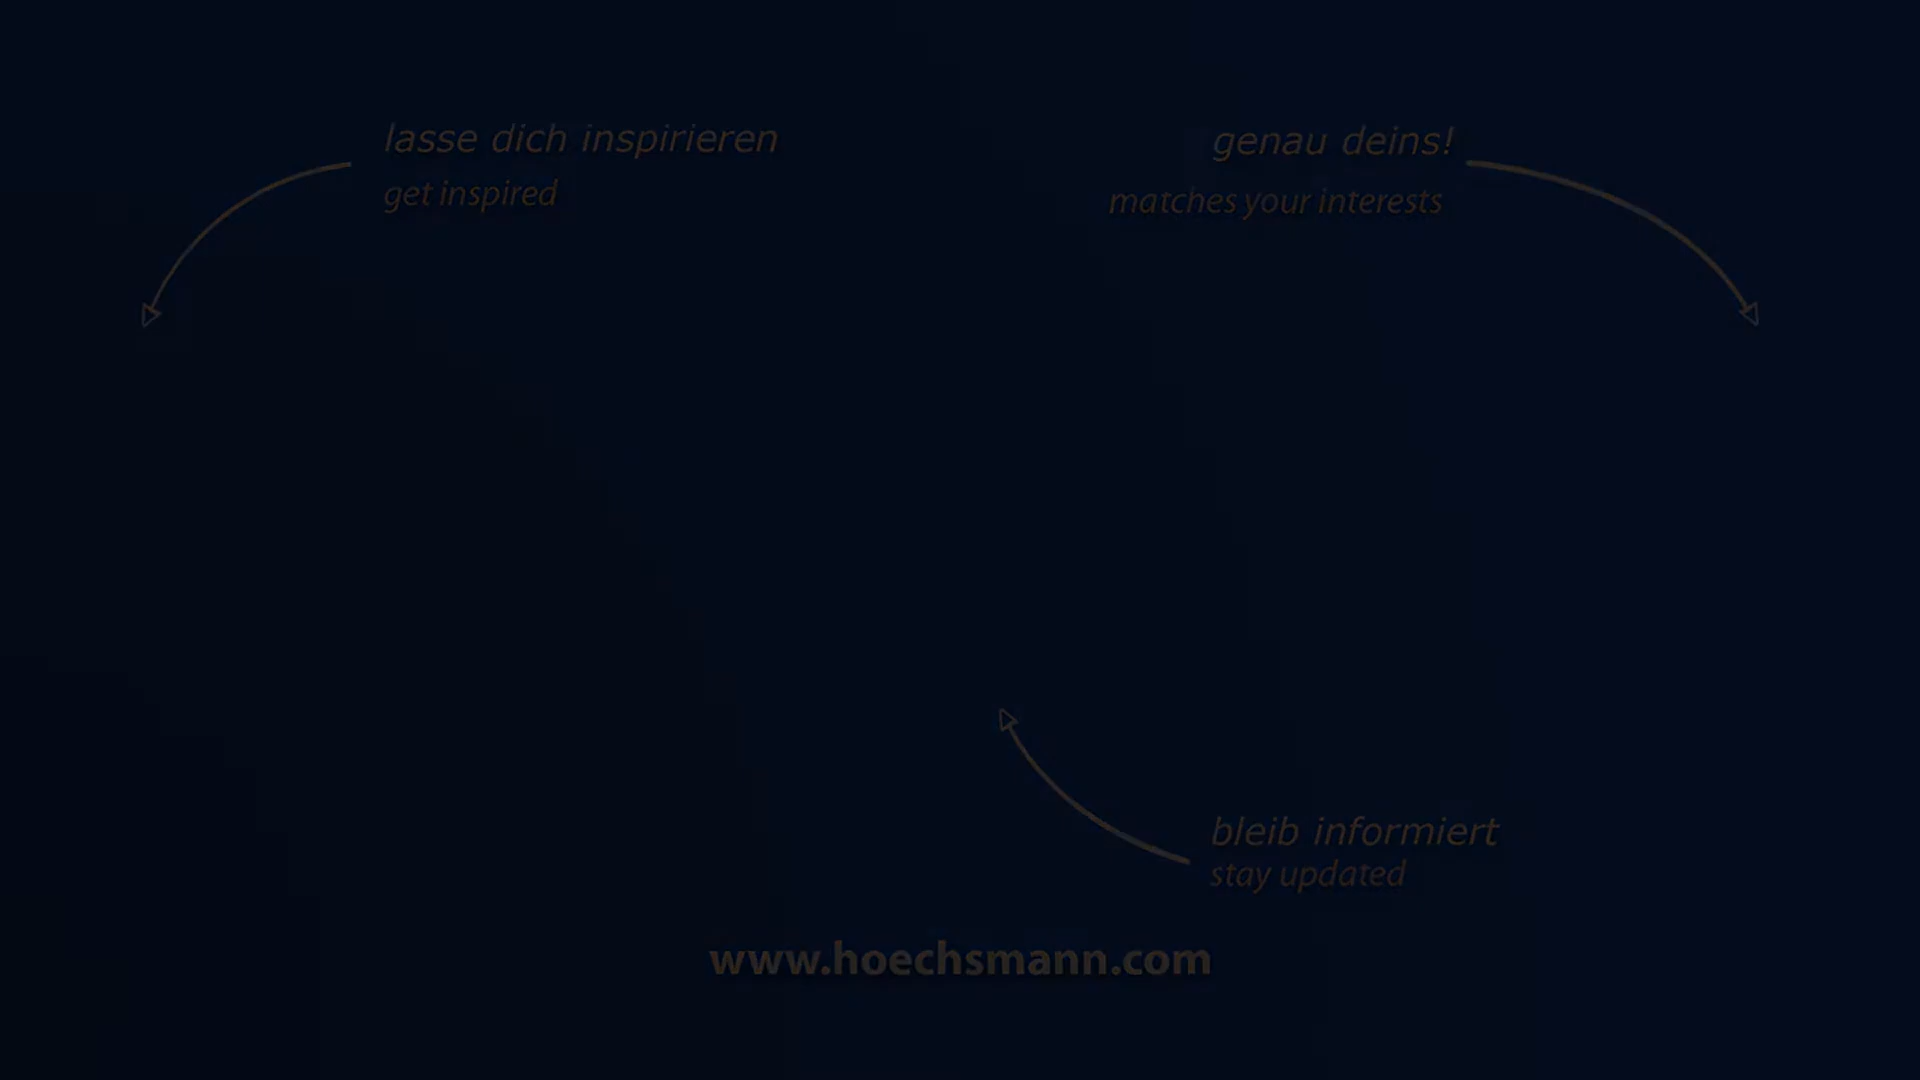 lasse dich inspirieren
get inspired
genau deins!
matches your interests
bleib informiert
stay updated
www.hoechsmann.com